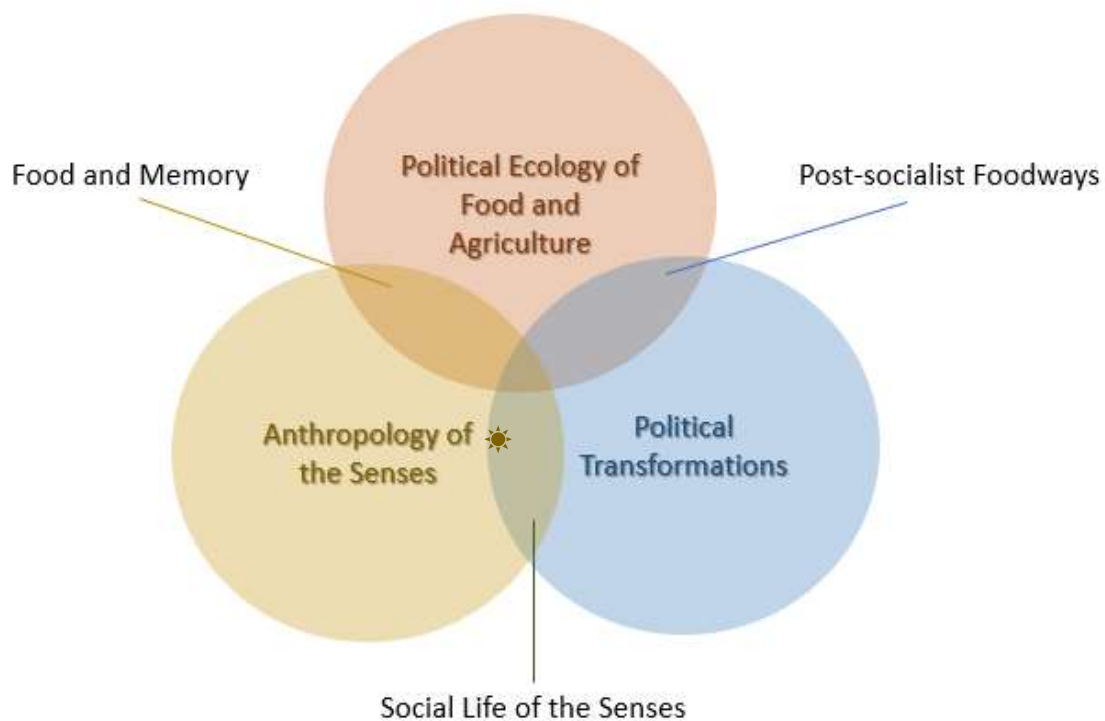 Political Ecology of
Food and
Agriculture
Food and Memory
Post-socialist Foodways
Anthropology of
the Senses
Political
Transformations
Social Life of the Senses